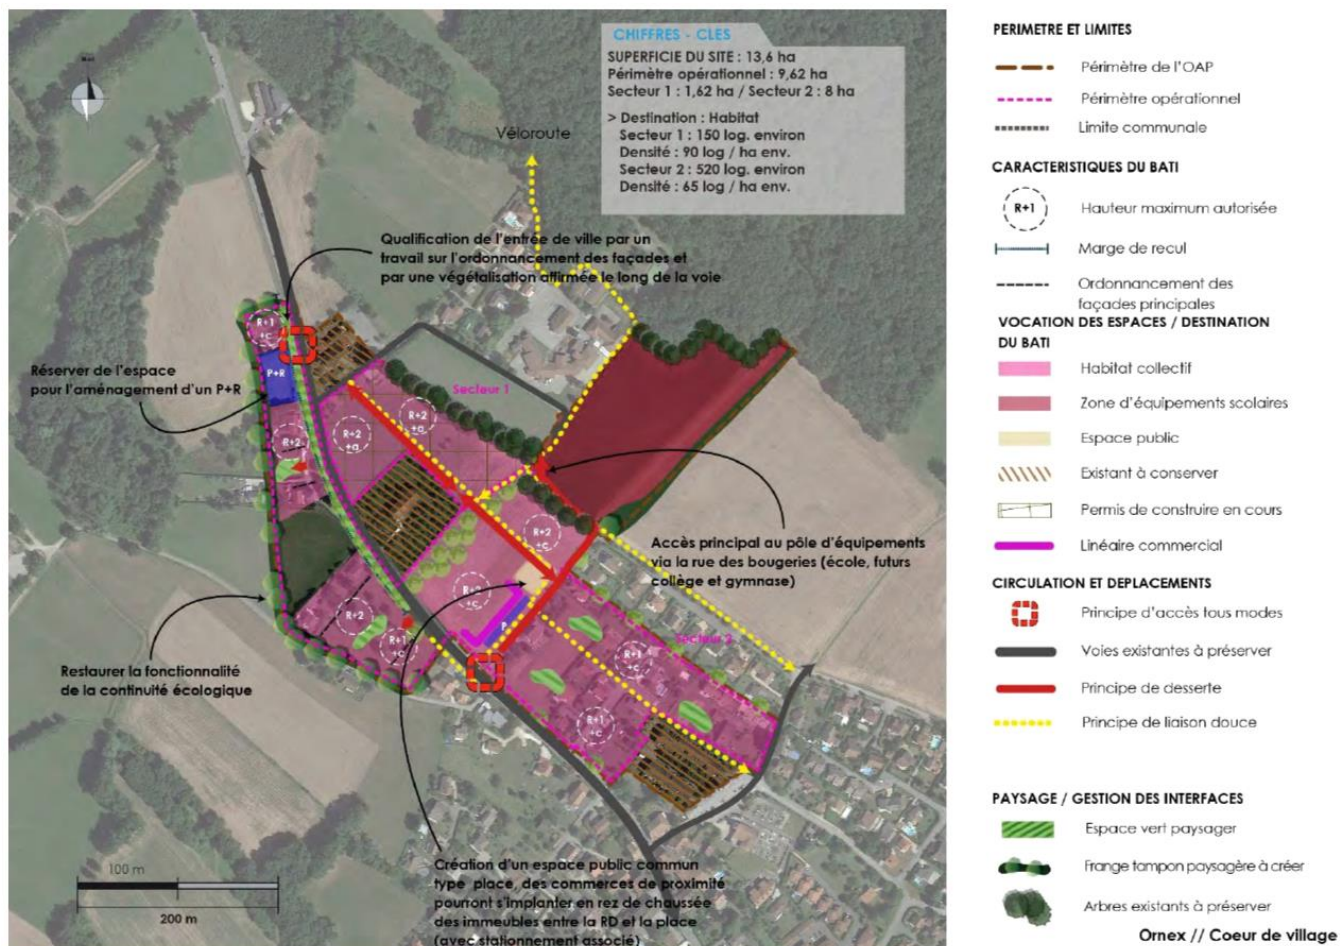 CHIFFRES - CLES
SUPERFICIE DU SITE : 13,6 ha
Périmètre opérationnel : 9,62 ha
Secteur 1 : 1,62 ha / Secteur 2 : 8 ha
> Destination : Habitat
Secteur 1 : 150 log. environ
Densité : 90 log / ha env.
Secteur 2 : 520 log. environ
Densité : 65 log / ha env.
Véloroute
Qualification de l'entrée de ville par un
travail sur l'ordonnancement des façades et
par une végétalisation affirmée le long de la voie
R+1
+c
Réserver de l'espace
pour l'aménagement d'un P+R
P+R
Secteur 1
R+2
+a
R+2
+a
R+2
R+2
+c
Accès principal au pôle d'équipements
via la rue des bougeries (école, futurs
collège et gymnase)
+c
R+2
R+1
+c
Secteur 2
R+1
+c
R+1
+c
Restaurer la fonctionnalité
de la continuité écologique
Création d'un espace public commun
type place, des commerces de proximité
pourront s'implanter en rez de chaussée
des immeubles entre la RD et la place
(avec stationnement associé)
100 m
200 m
PERIMETRE ET LIMITES
Périmètre de l'OAP
Périmètre opérationnel
Limite communale
CARACTERISTIQUES DU BATI
R+1
Hauteur maximum autorisée
Marge de recul
Ordonnancement des
façades principales
VOCATION DES ESPACES / DESTINATION
DU BATI
Habitat collectif
Zone d'équipements scolaires
Espace public
Existant à conserver
Permis de construire en cours
Linéaire commercial
CIRCULATION ET DEPLACEMENTS
Principe d'accès tous modes
Voies existantes à préserver
Principe de desserte
Principe de liaison douce
PAYSAGE / GESTION DES INTERFACES
Espace vert paysager
Frange tampon paysagère à créer
Arbres existants à préserver
Ornex // Coeur de village